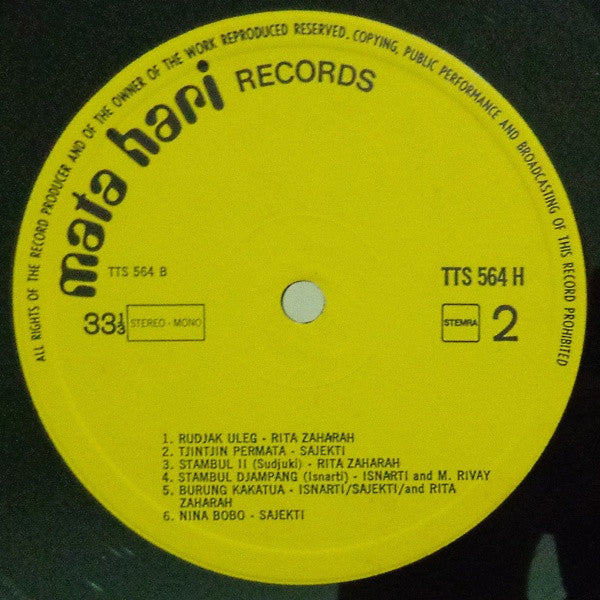 ALL RIGHTS OF THE RECORD PRODUCER AND OF THE OWNER OF THE WORK REPRODUCED RESERVED. COPYING, PUBLIC PERFORMANCE AND BROADCASTING OF THIS RECORD PROHIBITED
mata hari RECORDS
TTS 564 B
TTS 564 H
33 1/3 STEREO - MONO
STEMRA 2
1. RUDJAK ULEG - RITA ZAHARAH
2. TJINTJIN PERMATA - SAJEKTI
3. STAMBUL II (Sudjuki) - RITA ZAHARAH
4. STAMBUL DJAMPANG (Isnarti) - ISNARTI and M. RIVAY
5. BURUNG KAKATUA - ISNARTI/SAJEKTI/and RITA
ZAHARAH
6. NINA BOBO - SAJEKTI